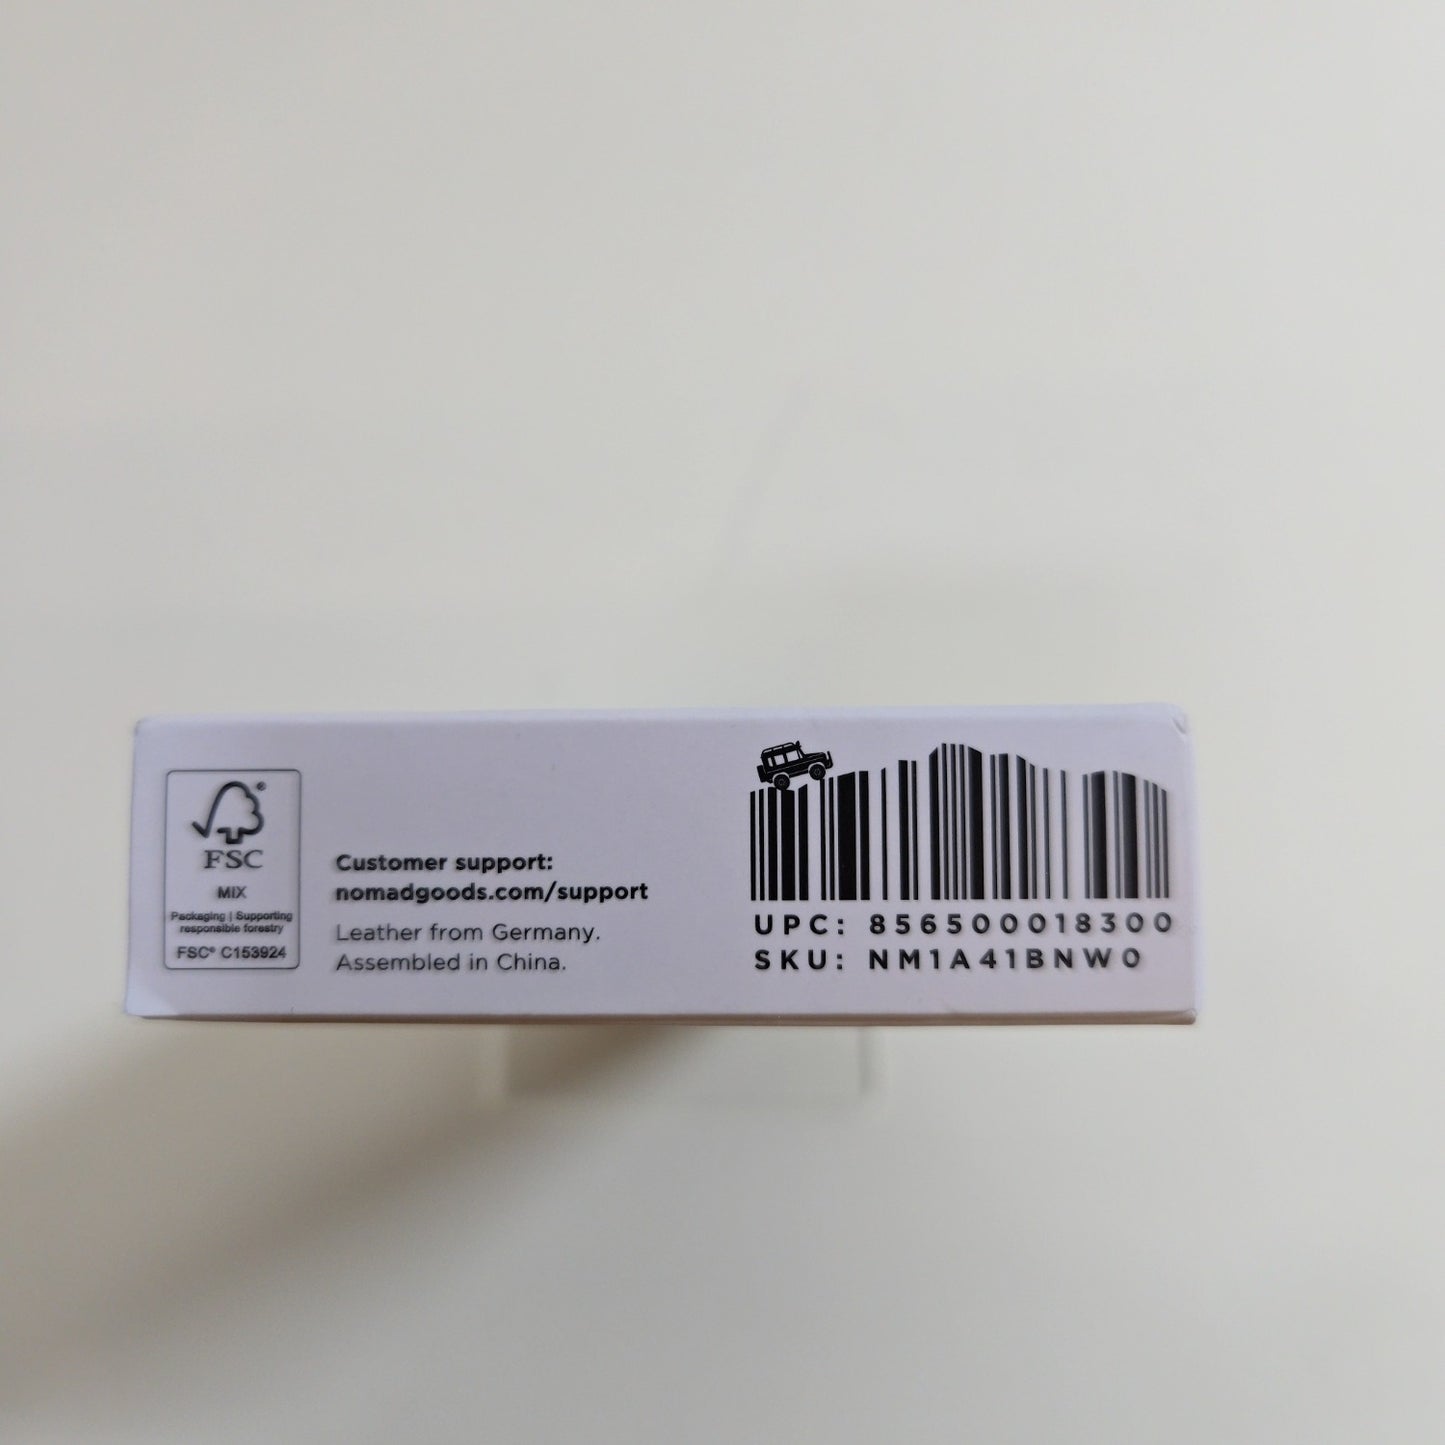 FSC®
MIX
Packaging | Supporting
responsible forestry
FSC® C153924
Customer support:
nomadgoods.com/support
Leather from Germany.
Assembled in China.
UPC: 856500018300
SKU: NM1A41BNW0